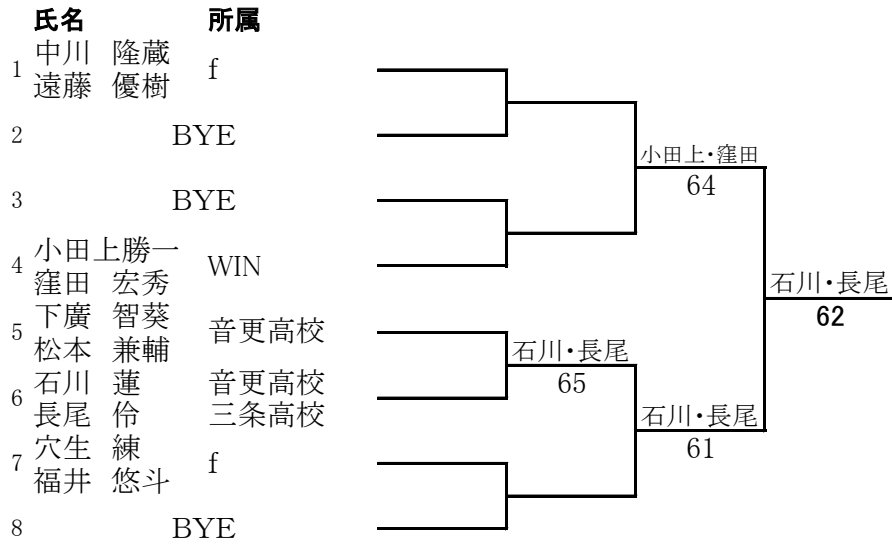 氏名 所属
1 中川 隆蔵 f
遠藤 優樹
2 BYE
小田上・窪田
64
3 BYE
4 小田上勝一 WIN
窪田 宏秀
石川・長尾
62
5 下廣 智葵 音更高校
松本 兼輔
石川・長尾
65
6 石川 蓮 音更高校
長尾 伶 三条高校
石川・長尾
61
7 穴生 練 f
福井 悠斗
8 BYE